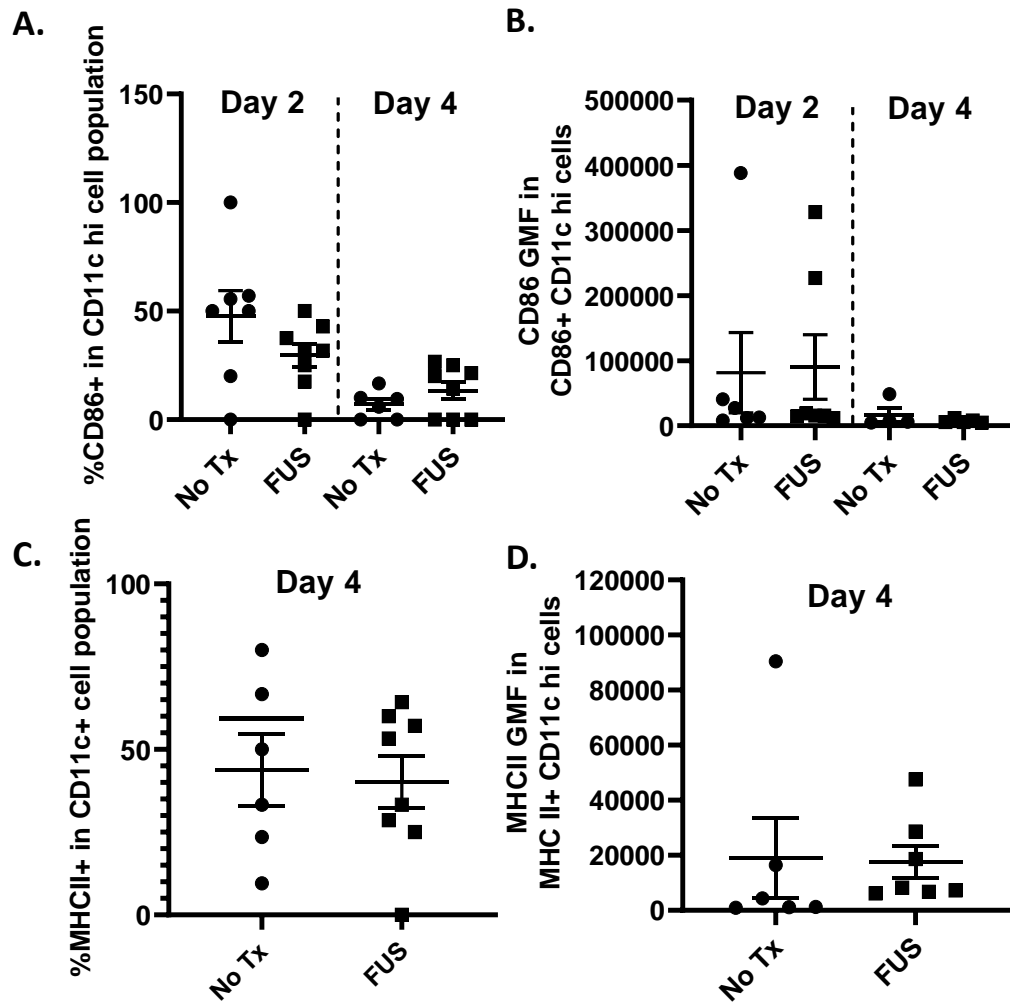 A.
%CD86+ in CD11c hi cell population
150
100
50
0
Day 2
Day 4
No Tx
FUS
No Tx
FUS
B.
CD86 GMF in
CD86+ CD11c hi cells
500000
400000
300000
200000
100000
0
Day 2
Day 4
No Tx
FUS
No Tx
FUS
C.
%MHCII+ in CD11c+ cell population
100
50
0
Day 4
No Tx
FUS
D.
MHCII GMF in
MHC II+ CD11c hi cells
120000
100000
80000
60000
40000
20000
0
Day 4
No Tx
FUS